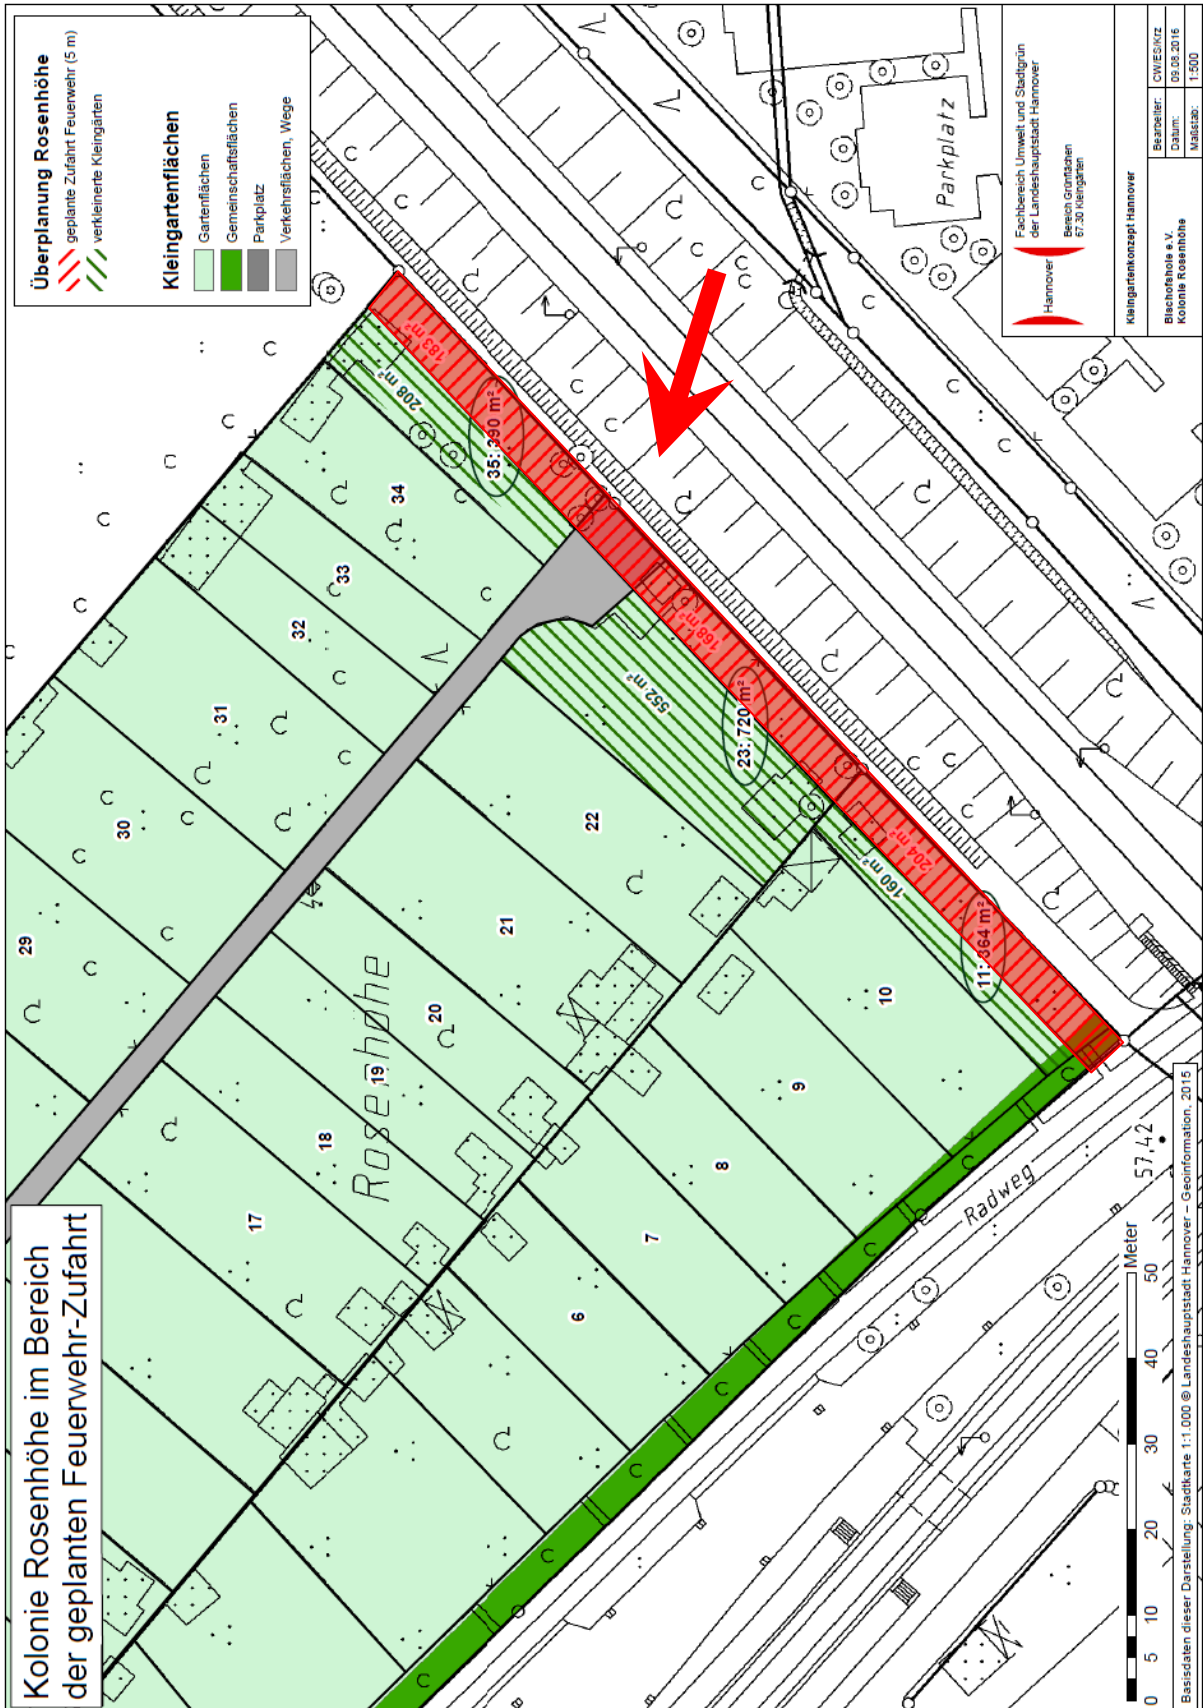 Kolonie Rosenhöhe im Bereich
der geplanten Feuerwehr-Zufahrt
Überplanung Rosenhöhe
geplante Zufahrt Feuerwehr (5 m)
verkleinerte Kleingärten
Kleingartenflächen
Gartenflächen
Gemeinschaftsflächen
Parkplatz
Verkehrsflächen, Wege
29
30
31
32
33
34
35: 390 m²
183 m²
208 m²
17
18
19
20
21
22
23: 720 m²
168 m²
552 m²
6
7
8
9
10
11: 364 m²
204 m²
160 m²
Rosenhöhe
Parkplatz
Radweg
57.42
0 5 10 20 30 40 50 Meter
Basisdaten dieser Darstellung: Stadtkarte 1:1.000 © Landeshauptstadt Hannover – Geoinformation, 2015
Hannover
Fachbereich Umwelt und Stadtgrün
der Landeshauptstadt Hannover
Bereich Grünflächen
67.30 Kleingärten
Kleingartenkonzept Hannover
Bischofshole e.V.
Kolonie Rosenhöhe
Bearbeiter: CW/ES/Krz
Datum: 09.08.2016
Maßstab: 1:500